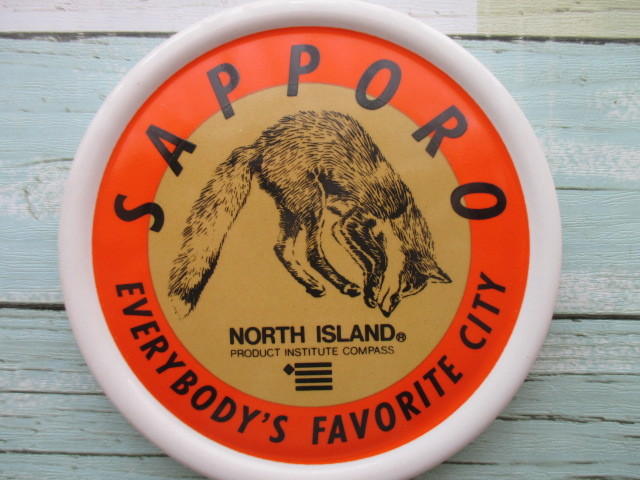 SAPPORO
NORTH ISLAND®
PRODUCT INSTITUTE COMPASS
EVERYBODY'S FAVORITE CITY